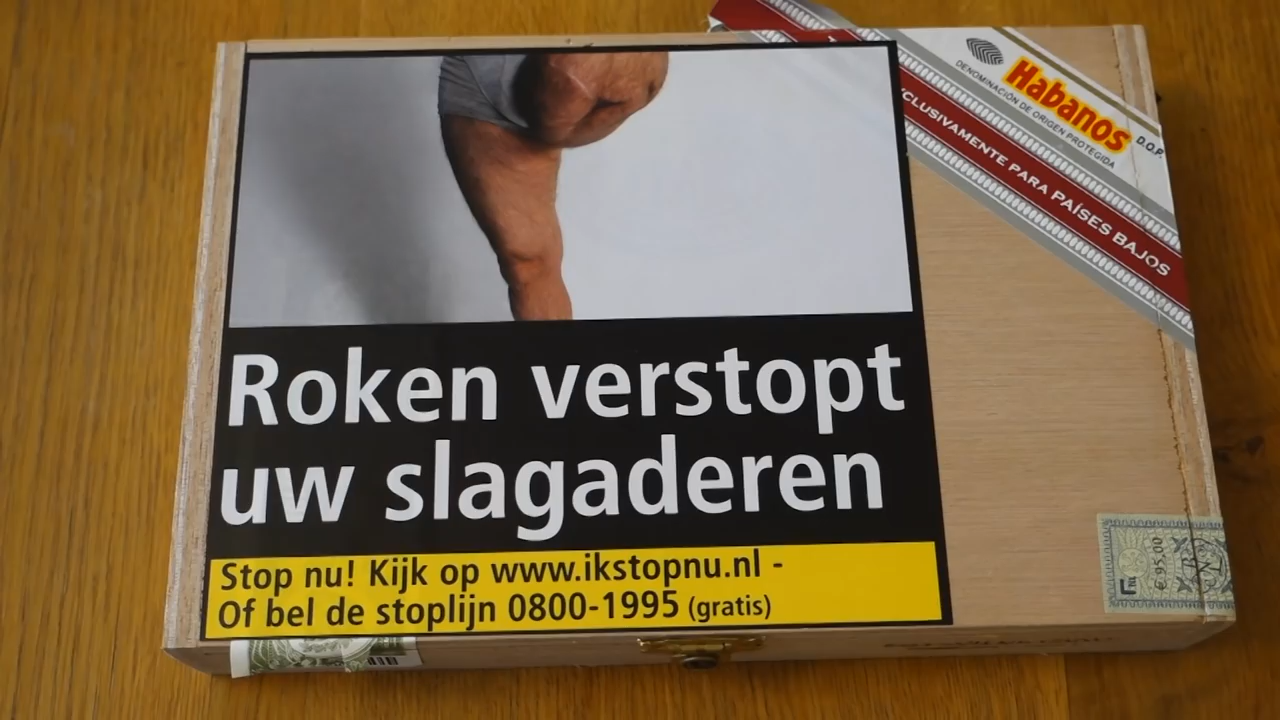 Habanos
DENOMINACIÓN DE ORIGEN PROTEGIDA
D.O.P.
EXCLUSIVAMENTE PARA PAÍSES BAJOS
Roken verstopt
uw slagaderen
Stop nu! Kijk op www.ikstopnu.nl -
Of bel de stoplijn 0800-1995 (gratis)
€ 95,00